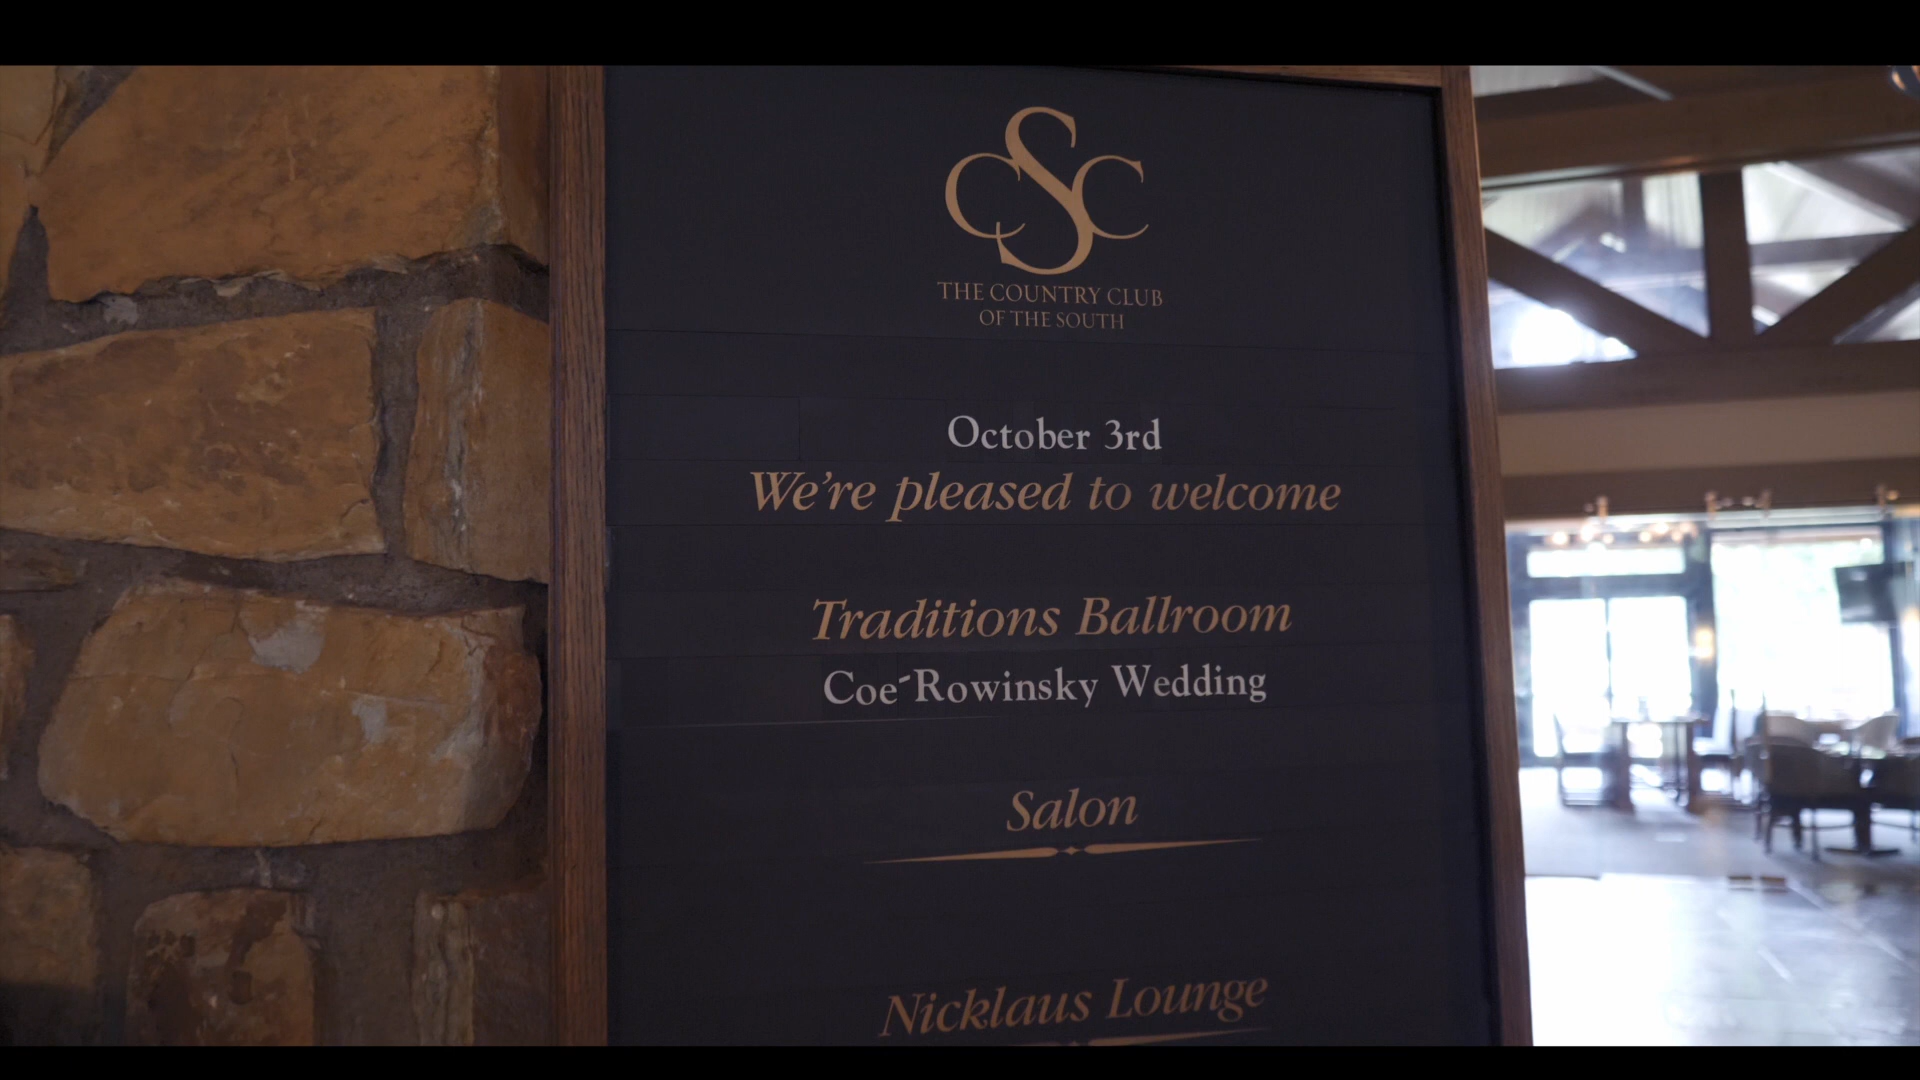 CSC
THE COUNTRY CLUB
OF THE SOUTH
October 3rd
We're pleased to welcome
Traditions Ballroom
Coe-Rowinsky Wedding
Salon
Nicklaus Lounge